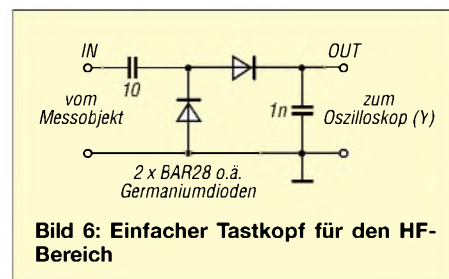 IN
OUT
10
vom
Messobjekt
1n
zum
Oszilloskop (Y)
2 x BAR28 o.ä.
Germaniumdioden
Bild 6: Einfacher Tastkopf für den HF-
Bereich